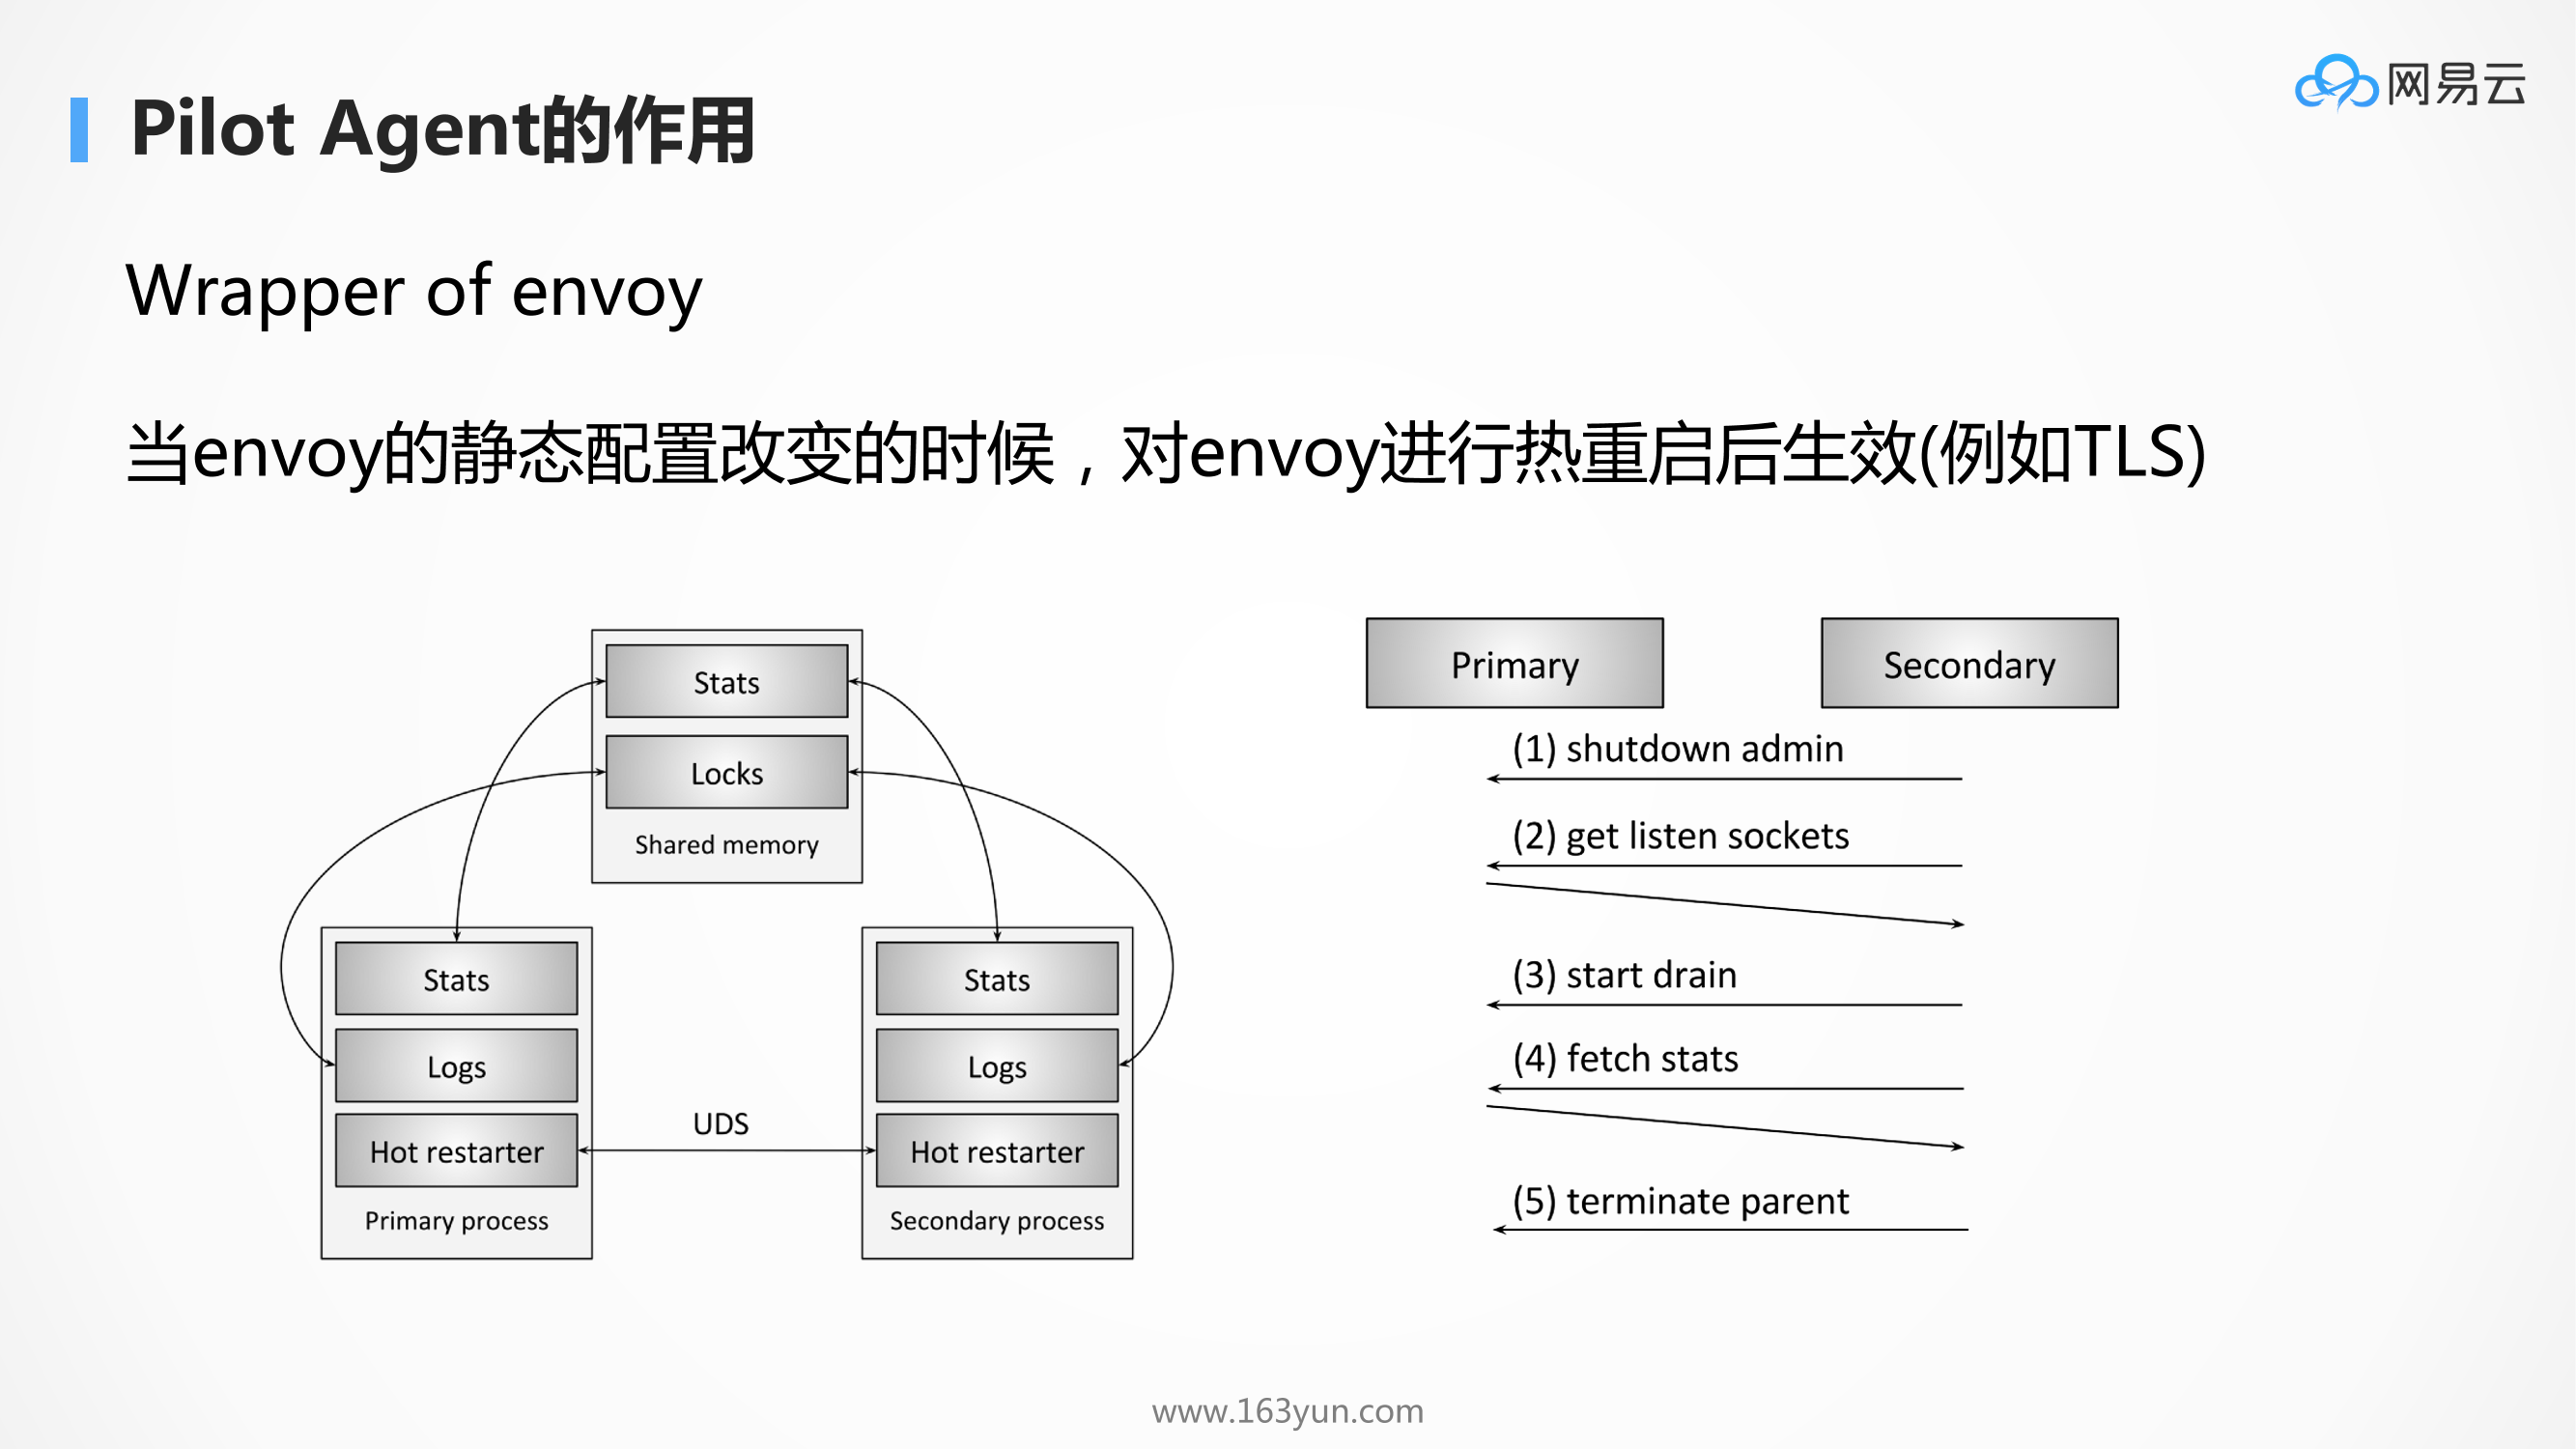 网易云
Pilot Agent的作用
Wrapper of envoy
当envoy的静态配置改变的时候，对envoy进行热重启后生效(例如TLS)
Stats
Locks
Shared memory
Stats
Logs
Hot restarter
Primary process
UDS
Stats
Logs
Hot restarter
Secondary process
Primary
Secondary
(1) shutdown admin
(2) get listen sockets
(3) start drain
(4) fetch stats
(5) terminate parent
www.163yun.com